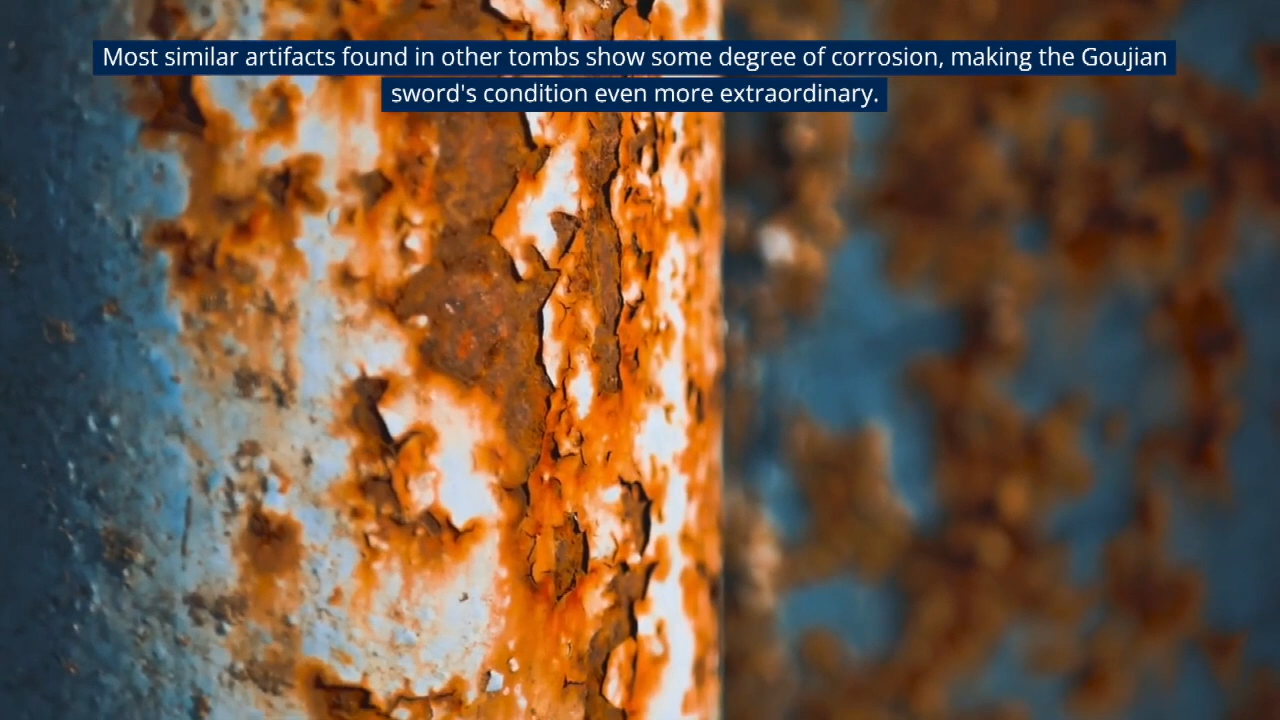 Most similar artifacts found in other tombs show some degree of corrosion, making the Goujian
sword's condition even more extraordinary.